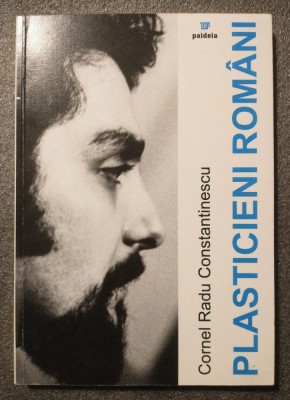 paideia
Cornel Radu Constantinescu
PLASTICIENI ROMÂNI